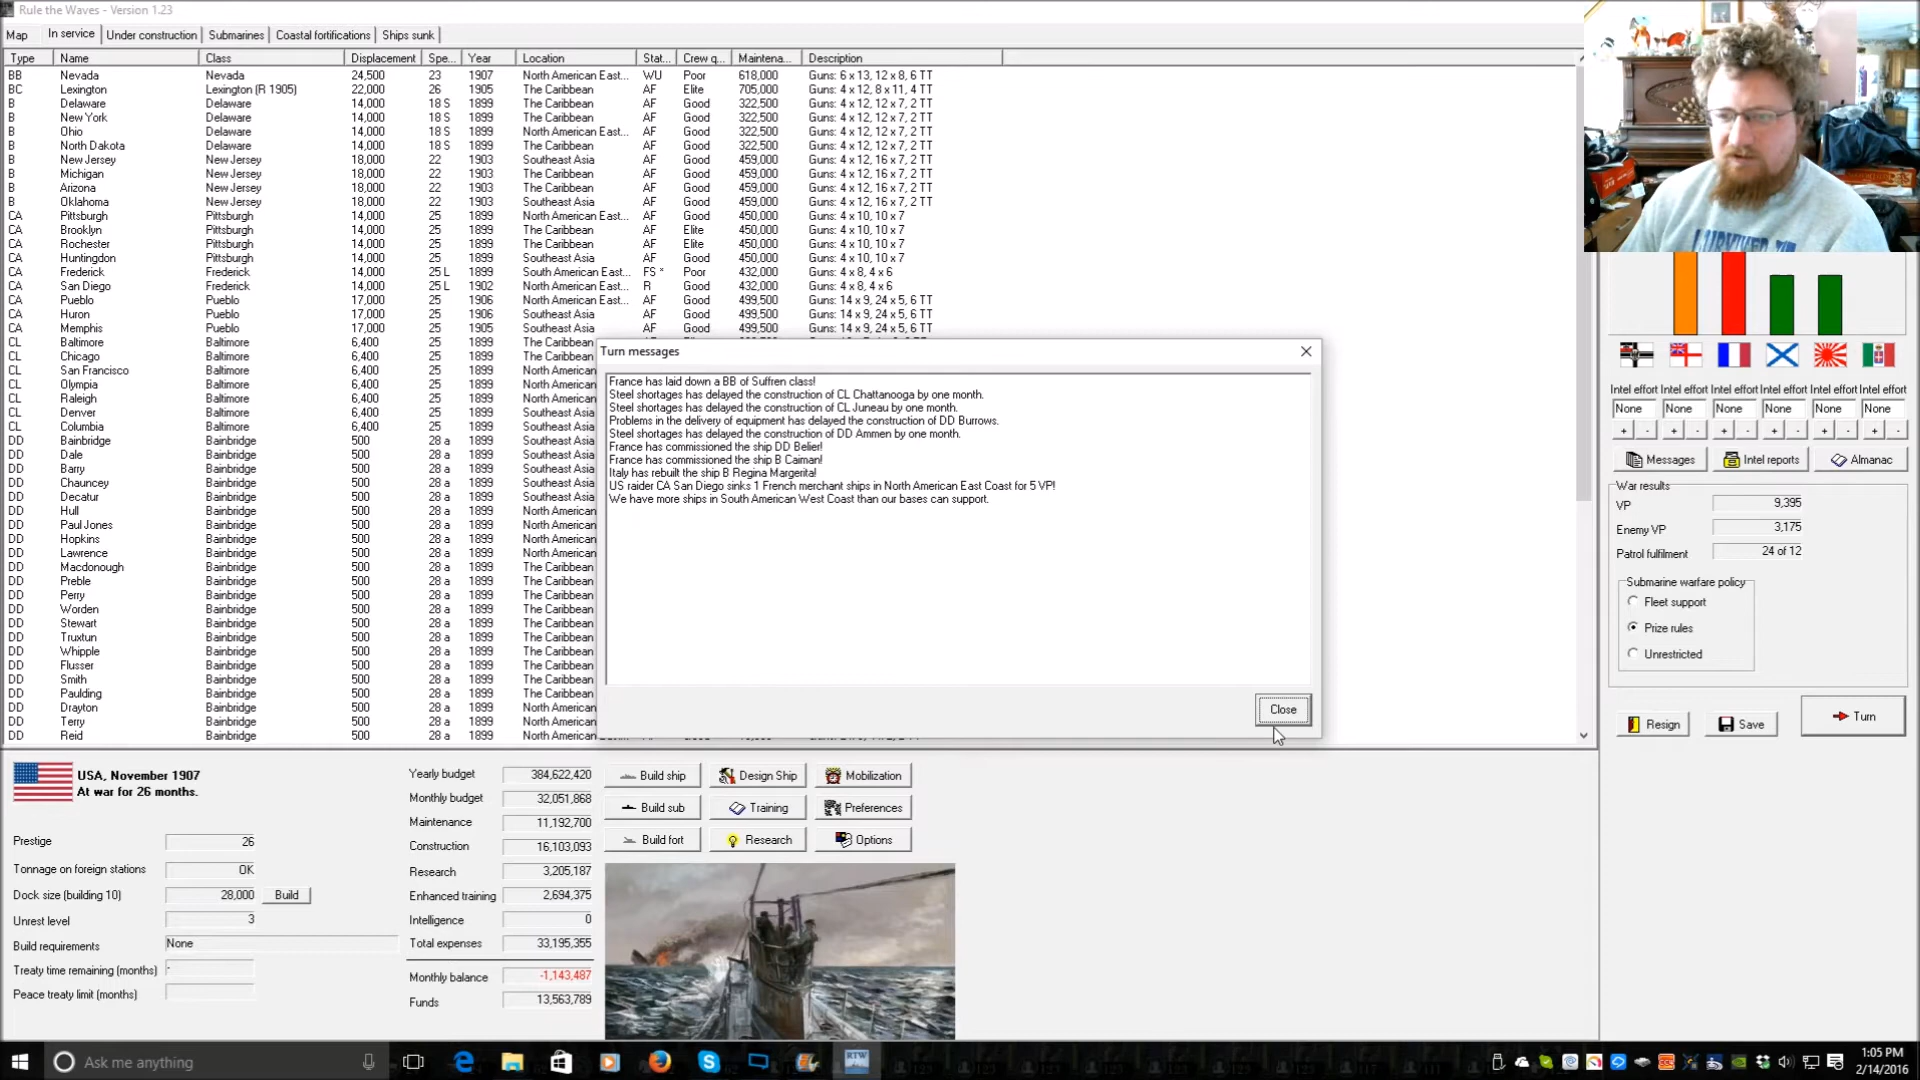 Rule the Waves - Version 1.23
Map In service Under construction Submarines Coastal fortifications Ships sunk
Type Name Class Displacement Spe... Year Location Stat... Crew q... Maintena... Description
BB Nevada Nevada 24,500 23 1907 North American East... WU Poor 618,000 Guns: 6 x 13, 12 x 8, 6 TT
BC Lexington Lexington (R 1905) 22,000 26 1905 The Caribbean AF Elite 705,000 Guns: 4 x 12, 8 x 11, 4 TT
B Delaware Delaware 14,000 18 S 1899 The Caribbean AF Good 322,500 Guns: 4 x 12, 12 x 7, 2 TT
B New York Delaware 14,000 18 S 1899 The Caribbean AF Good 322,500 Guns: 4 x 12, 12 x 7, 2 TT
B Ohio Delaware 14,000 18 S 1899 North American East... AF Good 322,500 Guns: 4 x 12, 12 x 7, 2 TT
B North Dakota Delaware 14,000 18 S 1899 The Caribbean AF Good 322,500 Guns: 4 x 12, 12 x 7, 2 TT
B New Jersey New Jersey 18,000 22 1903 Southeast Asia AF Good 459,000 Guns: 4 x 12, 16 x 7, 2 TT
B Michigan New Jersey 18,000 22 1903 The Caribbean AF Good 459,000 Guns: 4 x 12, 16 x 7, 2 TT
B Arizona New Jersey 18,000 22 1903 The Caribbean AF Good 459,000 Guns: 4 x 12, 16 x 7, 2 TT
B Oklahoma New Jersey 18,000 22 1903 Southeast Asia AF Good 459,000 Guns: 4 x 12, 16 x 7, 2 TT
CA Pittsburgh Pittsburgh 14,000 25 1899 North American East... AF Good 450,000 Guns: 4 x 10, 10 x 7
CA Brooklyn Pittsburgh 14,000 25 1899 The Caribbean AF Elite 450,000 Guns: 4 x 10, 10 x 7
CA Rochester Pittsburgh 14,000 25 1899 The Caribbean AF Elite 450,000 Guns: 4 x 10, 10 x 7
CA Huntingdon Pittsburgh 14,000 25 1899 Southeast Asia AF Good 450,000 Guns: 4 x 10, 10 x 7
CA Frederick Frederick 14,000 25 L 1899 South American East... FS * Poor 432,000 Guns: 4 x 8, 4 x 6
CA San Diego Frederick 14,000 25 L 1902 North American East... R Good 432,000 Guns: 4 x 8, 4 x 6
CA Pueblo Pueblo 17,000 25 1906 North American East... AF Good 499,500 Guns: 14 x 9, 24 x 5, 6 TT
CA Huron Pueblo 17,000 25 1906 Southeast Asia AF Good 499,500 Guns: 14 x 9, 24 x 5, 6 TT
CA Memphis Pueblo 17,000 25 1905 Southeast Asia AF Good 499,500 Guns: 14 x 9, 24 x 5, 6 TT
CL Baltimore Baltimore 6,400 25 1899 The Caribbean
CL Chicago Baltimore 6,400 25 1899 The Caribbean
CL San Francisco Baltimore 6,400 25 1899 The Caribbean
CL Olympia Baltimore 6,400 25 1899 North American
CL Raleigh Baltimore 6,400 25 1899 Southeast Asia
CL Denver Baltimore 6,400 25 1899 Southeast Asia
CL Columbia Baltimore 6,400 25 1899 Southeast Asia
DD Bainbridge Bainbridge 500 28 a 1899 Southeast Asia
DD Dale Bainbridge 500 28 a 1899 Southeast Asia
DD Barry Bainbridge 500 28 a 1899 Southeast Asia
DD Chauncey Bainbridge 500 28 a 1899 Southeast Asia
DD Decatur Bainbridge 500 28 a 1899 Southeast Asia
DD Hull Bainbridge 500 28 a 1899 North American
DD Paul Jones Bainbridge 500 28 a 1899 North American
DD Hopkins Bainbridge 500 28 a 1899 North American
DD Lawrence Bainbridge 500 28 a 1899 North American
DD Macdonough Bainbridge 500 28 a 1899 North American
DD Preble Bainbridge 500 28 a 1899 The Caribbean
DD Perry Bainbridge 500 28 a 1899 The Caribbean
DD Worden Bainbridge 500 28 a 1899 The Caribbean
DD Stewart Bainbridge 500 28 a 1899 The Caribbean
DD Truxtun Bainbridge 500 28 a 1899 The Caribbean
DD Whipple Bainbridge 500 28 a 1899 The Caribbean
DD Flusser Bainbridge 500 28 a 1899 The Caribbean
DD Smith Bainbridge 500 28 a 1899 The Caribbean
DD Paulding Bainbridge 500 28 a 1899 The Caribbean
DD Drayton Bainbridge 500 28 a 1899 The Caribbean
DD Terry Bainbridge 500 28 a 1899 The Caribbean
DD Reid Bainbridge 500 28 a 1899 North American
Turn messages
France has laid down a BB of Suffren class!
Steel shortages has delayed the construction of CL Chattanooga by one month.
Steel shortages has delayed the construction of CL Juneau by one month.
Problems in the delivery of equipment has delayed the construction of DD Burrows.
Steel shortages has delayed the construction of DD Ammen by one month.
France has commissioned the ship DD Belier!
France has commissioned the ship B Caiman!
Italy has rebuilt the ship B Regina Margerita!
US raider CA San Diego sinks 1 French merchant ships in North American East Coast for 5 VP!
We have more ships in South American West Coast than our bases can support.
Close
Intel effort Intel effort Intel effort Intel effort Intel effort Intel effort
None None None None None None
+ - + - + - + - + - + -
Messages Intel reports Almanac
War results
VP 9,395
Enemy VP 3,175
Patrol fulfilment 24 of 12
Submarine warfare policy
Fleet support
Prize rules
Unrestricted
Resign Save Turn
USA, November 1907
At war for 26 months.
Prestige 26
Tonnage on foreign stations OK
Dock size (building 10) 28,000 Build
Unrest level 3
Build requirements None
Treaty time remaining (months) -
Peace treaty limit (months)
Yearly budget 384,622,420
Monthly budget 32,051,868
Maintenance 11,192,700
Construction 16,103,093
Research 3,205,187
Enhanced training 2,694,375
Intelligence 0
Total expenses 33,195,355
Monthly balance -1,143,487
Funds 13,563,789
Build ship Design Ship Mobilization
Build sub Training Preferences
Build fort Research Options
Ask me anything
RTW
1:05 PM
2/14/2016